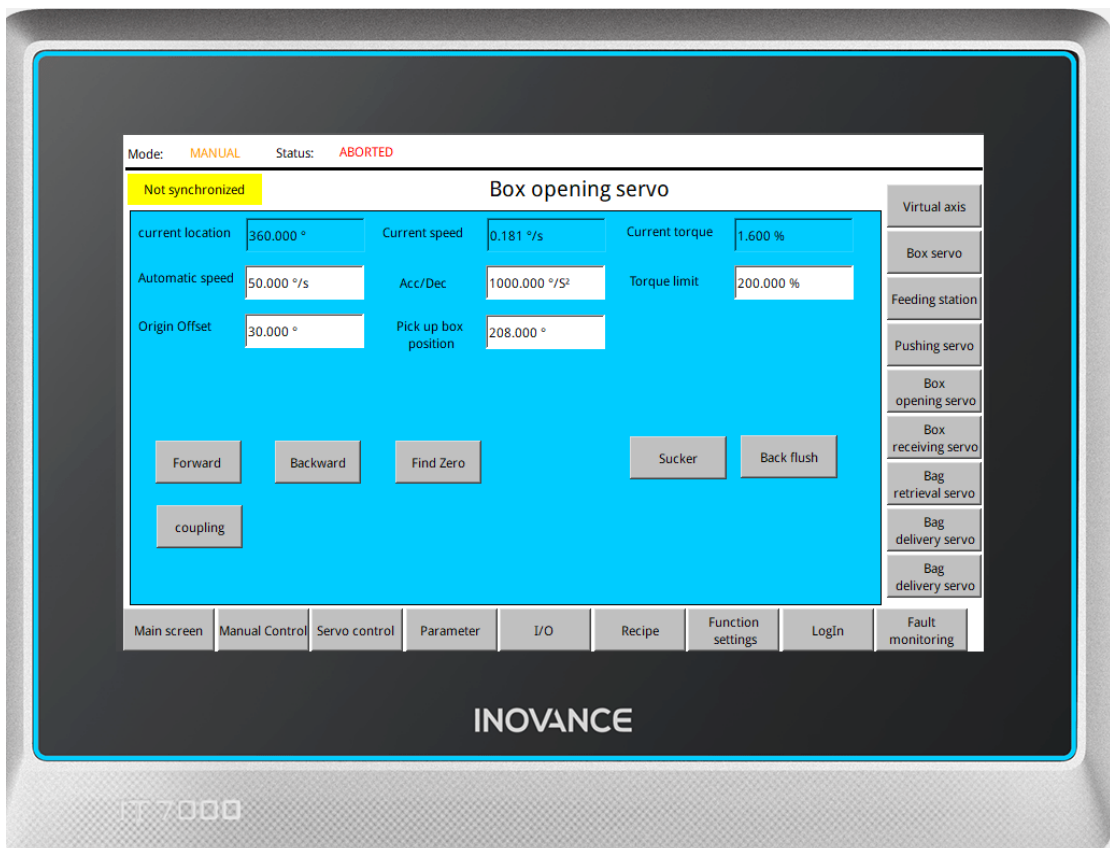 Mode: MANUAL Status: ABORTED
Not synchronized
Box opening servo
current location 360.000 ° Current speed 0.181 °/s Current torque 1.600 %
Automatic speed 50.000 °/s Acc/Dec 1000.000 °/S² Torque limit 200.000 %
Origin Offset 30.000 ° Pick up box
position 208.000 °
Forward Backward Find Zero Sucker Back flush
coupling
Virtual axis
Box servo
Feeding station
Pushing servo
Box
opening servo
Box
receiving servo
Bag
retrieval servo
Bag
delivery servo
Bag
delivery servo
Main screen Manual Control Servo control Parameter I/O Recipe Function
settings LogIn Fault
monitoring
INOVANCE
IT7000